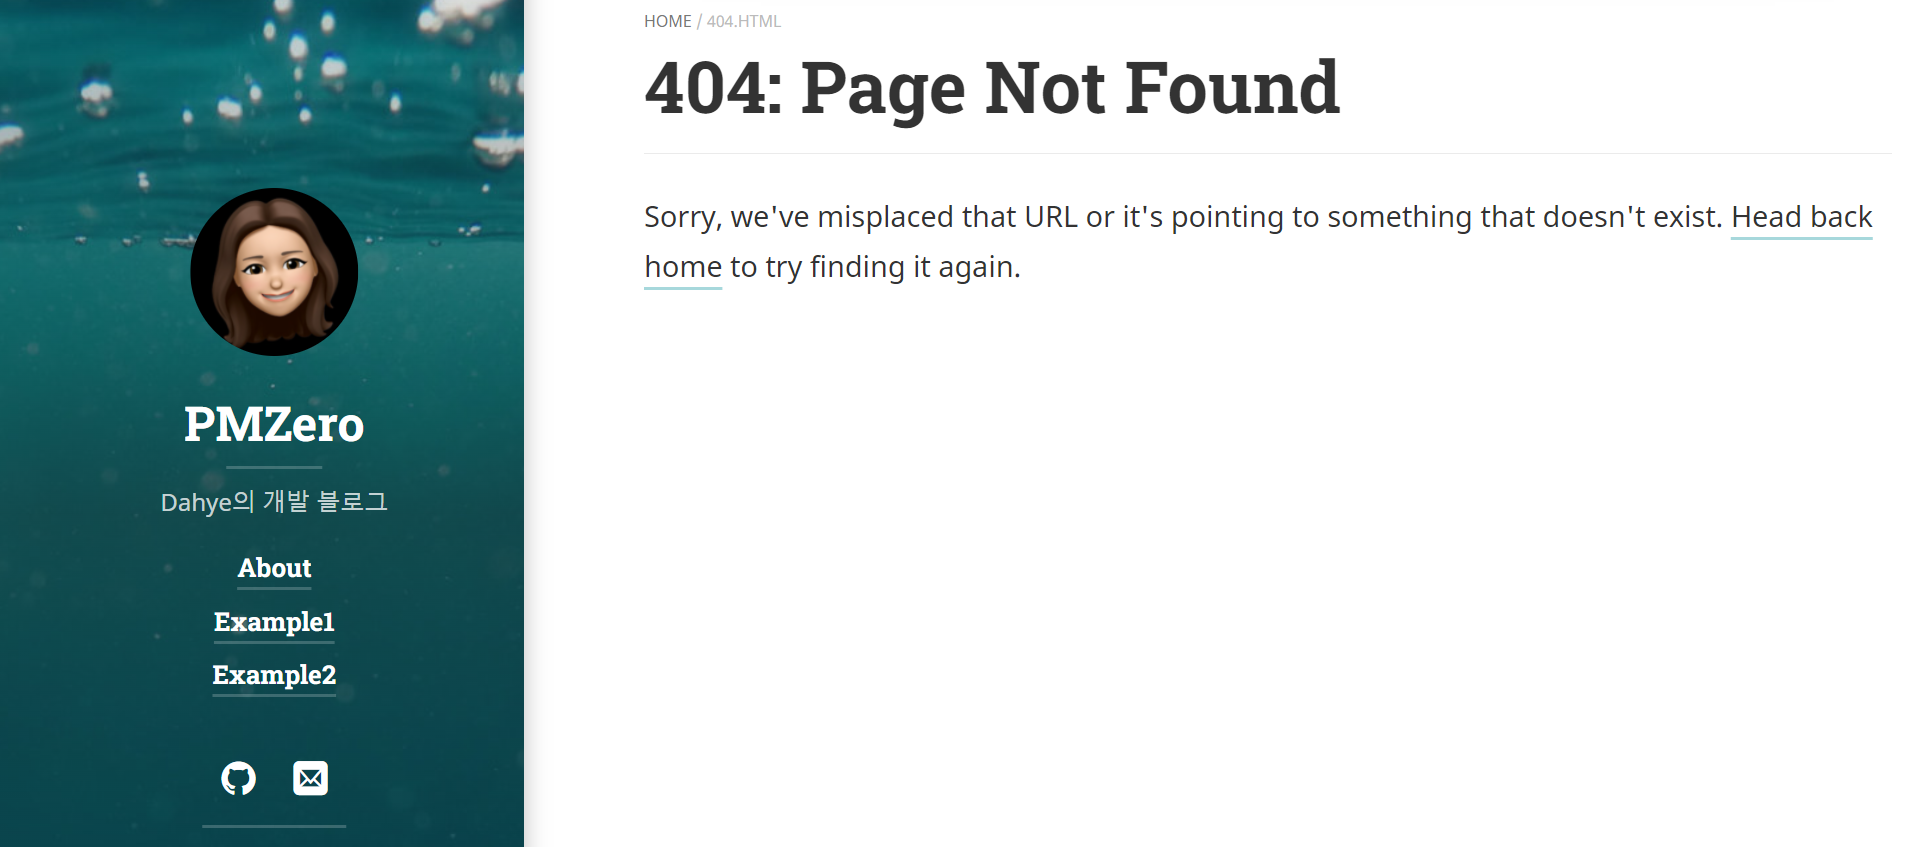 PMZero
Dahye의 개발 블로그
About
Example1
Example2
HOME / 404.HTML
404: Page Not Found
Sorry, we've misplaced that URL or it's pointing to something that doesn't exist. Head back
home to try finding it again.